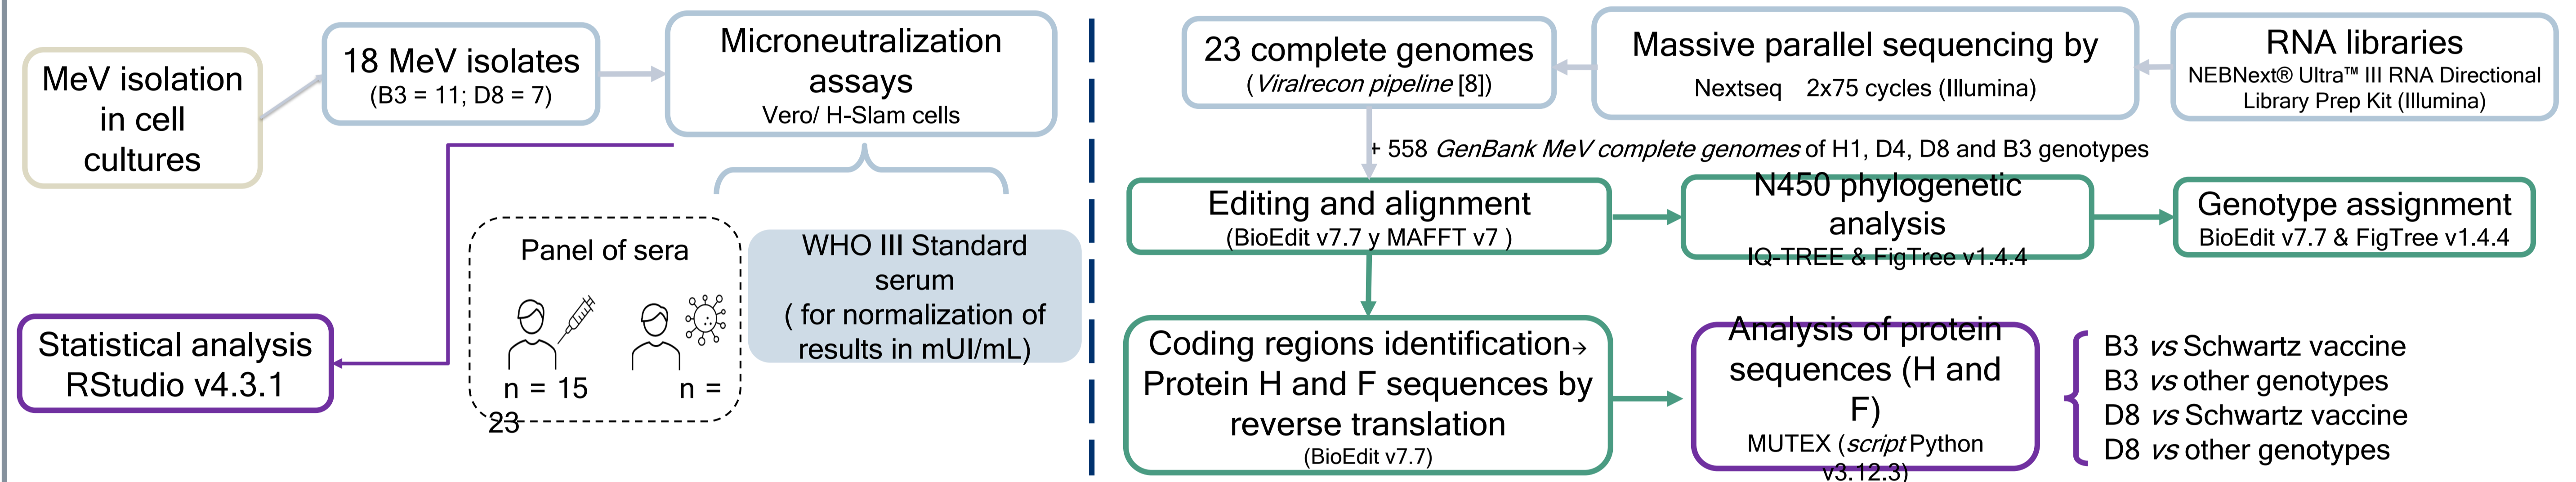 MeV isolation
in cell
cultures
18 MeV isolates
(B3 = 11; D8 = 7)
Microneutralization
assays
Vero/ H-Slam cells
Panel of sera
n = 15 n =
23
WHO III Standard
serum
( for normalization of
results in mUI/mL)
Statistical analysis
RStudio v4.3.1
23 complete genomes
(Viralrecon pipeline [8])
Massive parallel sequencing by
Nextseq 2x75 cycles (Illumina)
RNA libraries
NEBNext® Ultra™ III RNA Directional
Library Prep Kit (Illumina)
+ 558 GenBank MeV complete genomes of H1, D4, D8 and B3 genotypes
Editing and alignment
(BioEdit v7.7 y MAFFT v7 )
N450 phylogenetic
analysis
IQ-TREE & FigTree v1.4.4
Genotype assignment
BioEdit v7.7 & FigTree v1.4.4
Coding regions identification→
Protein H and F sequences by
reverse translation
(BioEdit v7.7)
Analysis of protein
sequences (H and
F)
MUTEX (script Python
v3.12.3)
B3 vs Schwartz vaccine
B3 vs other genotypes
D8 vs Schwartz vaccine
D8 vs other genotypes